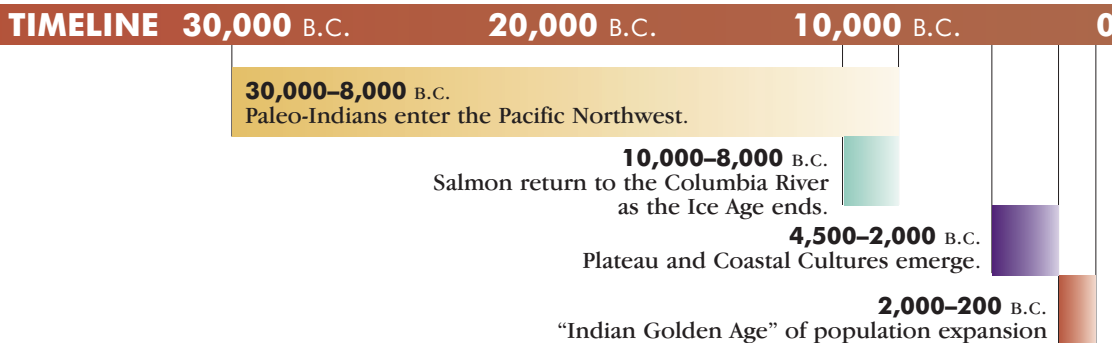 TIMELINE 30,000 B.C. 20,000 B.C. 10,000 B.C. 0
30,000–8,000 B.C.
Paleo-Indians enter the Pacific Northwest.
10,000–8,000 B.C.
Salmon return to the Columbia River
as the Ice Age ends.
4,500–2,000 B.C.
Plateau and Coastal Cultures emerge.
2,000–200 B.C.
“Indian Golden Age” of population expansion